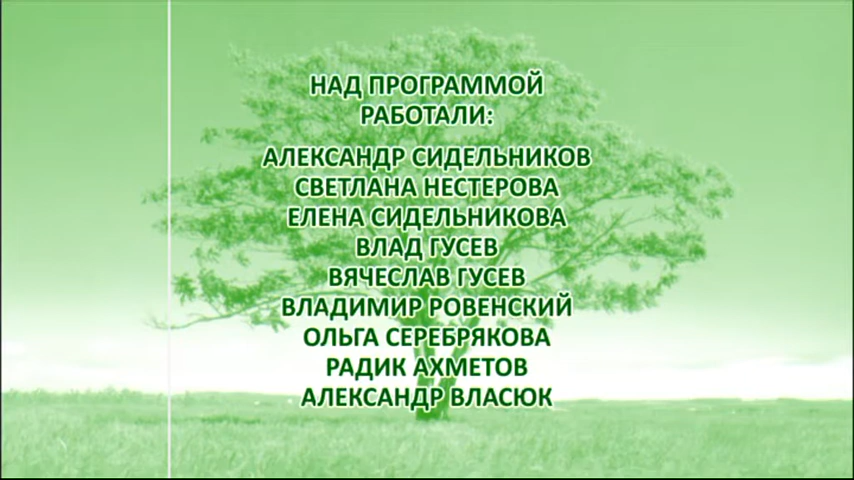 НАД ПРОГРАММОЙ
РАБОТАЛИ:
АЛЕКСАНДР СИДЕЛЬНИКОВ
СВЕТЛАНА НЕСТЕРОВА
ЕЛЕНА СИДЕЛЬНИКОВА
ВЛАД ГУСЕВ
ВЯЧЕСЛАВ ГУСЕВ
ВЛАДИМИР РОВЕНСКИЙ
ОЛЬГА СЕРЕБРЯКОВА
РАДИК АХМЕТОВ
АЛЕКСАНДР ВЛАСЮК